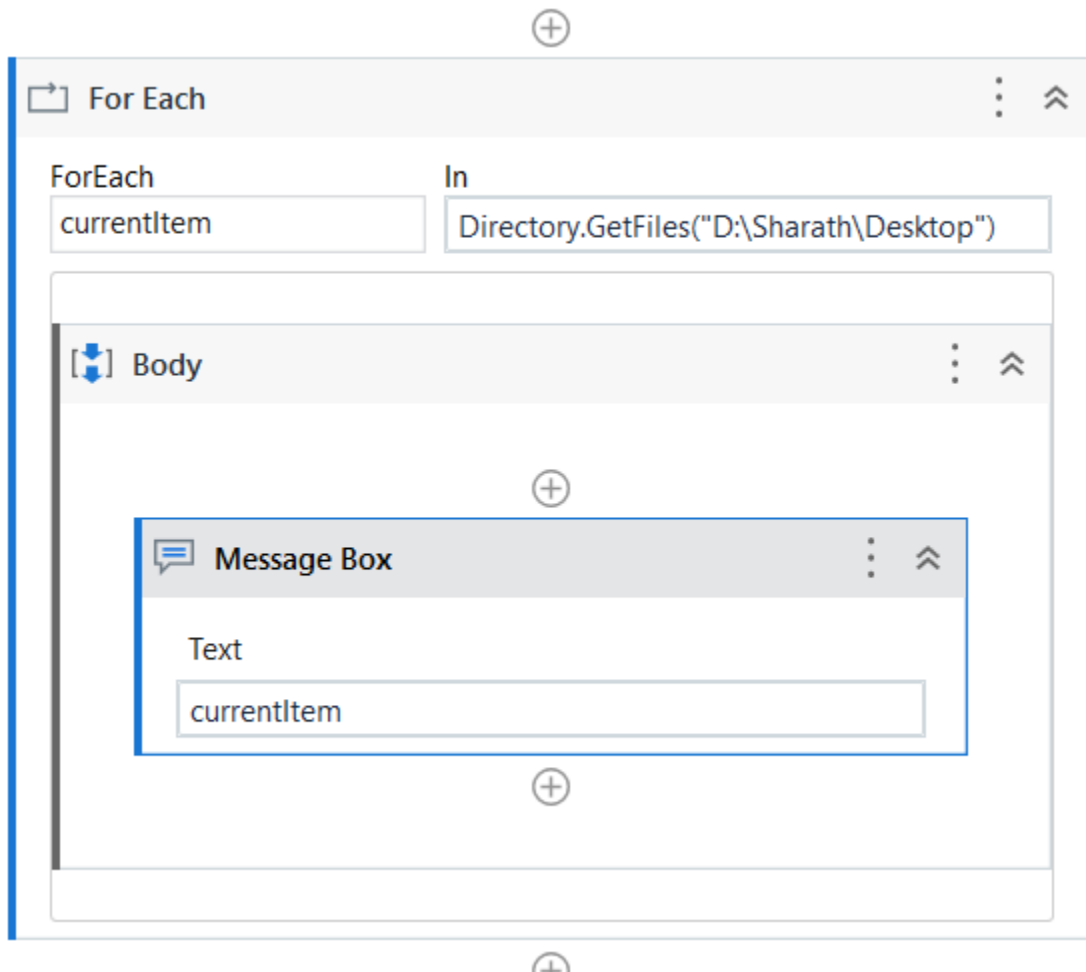 For Each
ForEach
In
currentItem
Directory.GetFiles("D:\Sharath\Desktop")
Body
Message Box
Text
currentItem